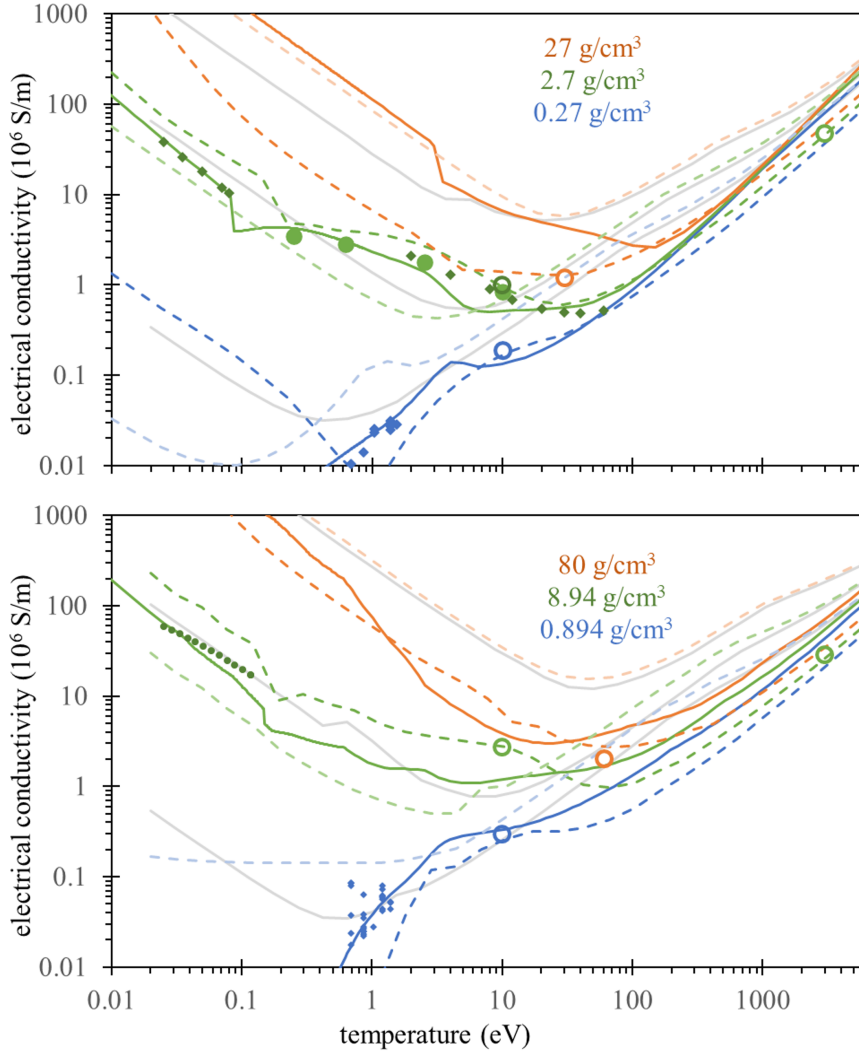 1000
100
10
1
0.1
0.01
electrical conductivity (10⁶ S/m)
27 g/cm³
2.7 g/cm³
0.27 g/cm³
1000
100
10
1
0.1
0.01
electrical conductivity (10⁶ S/m)
80 g/cm³
8.94 g/cm³
0.894 g/cm³
0.01 0.1 1 10 100 1000
temperature (eV)